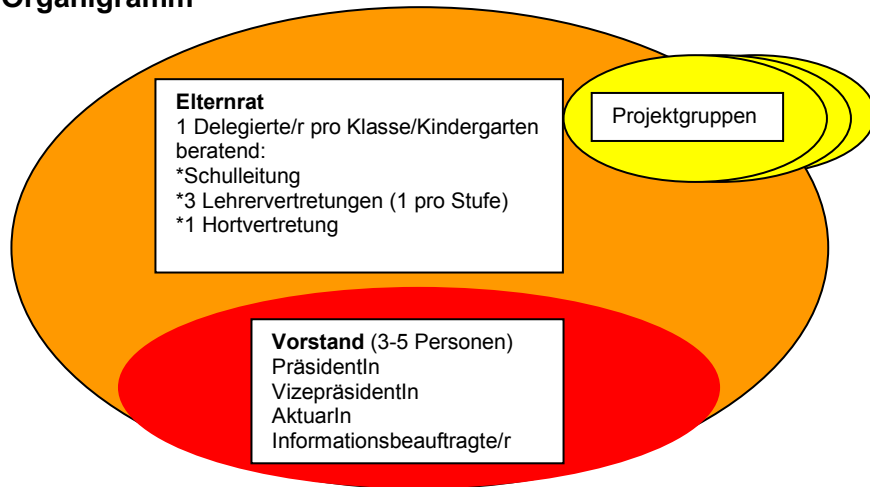 Organigramm
Elternrat
1 Delegierte/r pro Klasse/Kindergarten
beratend:
*Schulleitung
*3 Lehrervertretungen (1 pro Stufe)
*1 Hortvertretung
Projektgruppen
Vorstand (3-5 Personen)
PräsidentIn
VizepräsidentIn
AktuarIn
Informationsbeauftragte/r